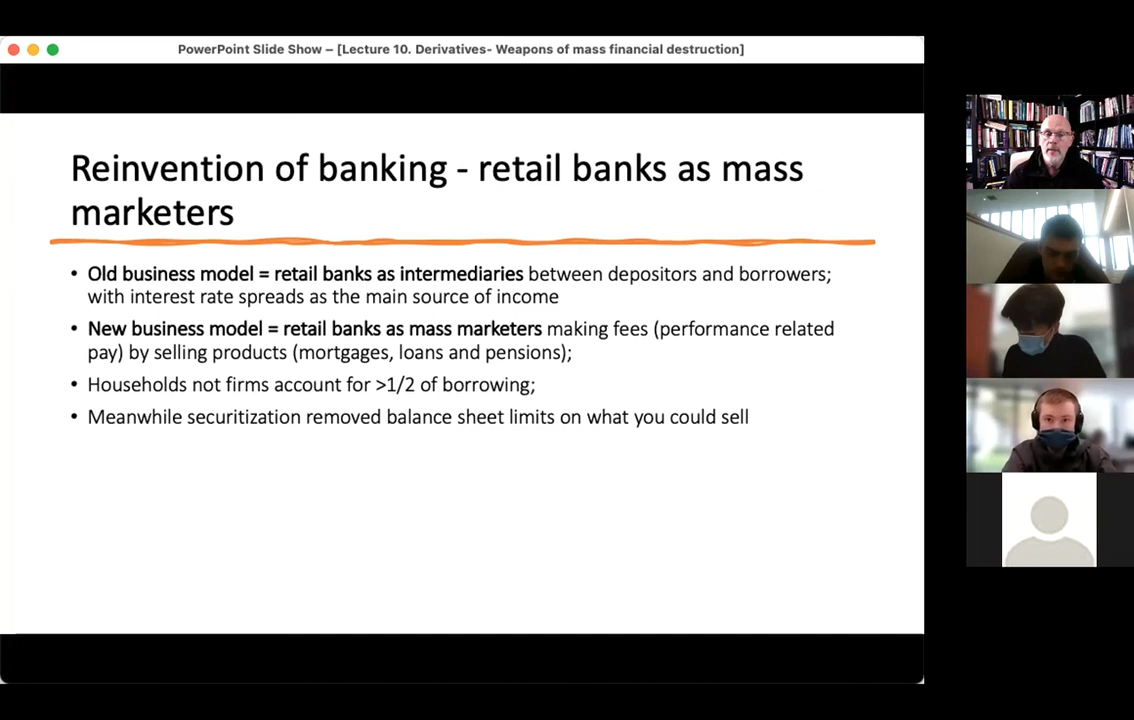 PowerPoint Slide Show – [Lecture 10. Derivatives- Weapons of mass financial destruction]
Reinvention of banking - retail banks as mass
marketers
• Old business model = retail banks as intermediaries between depositors and borrowers;
with interest rate spreads as the main source of income
• New business model = retail banks as mass marketers making fees (performance related
pay) by selling products (mortgages, loans and pensions);
• Households not firms account for >1/2 of borrowing;
• Meanwhile securitization removed balance sheet limits on what you could sell